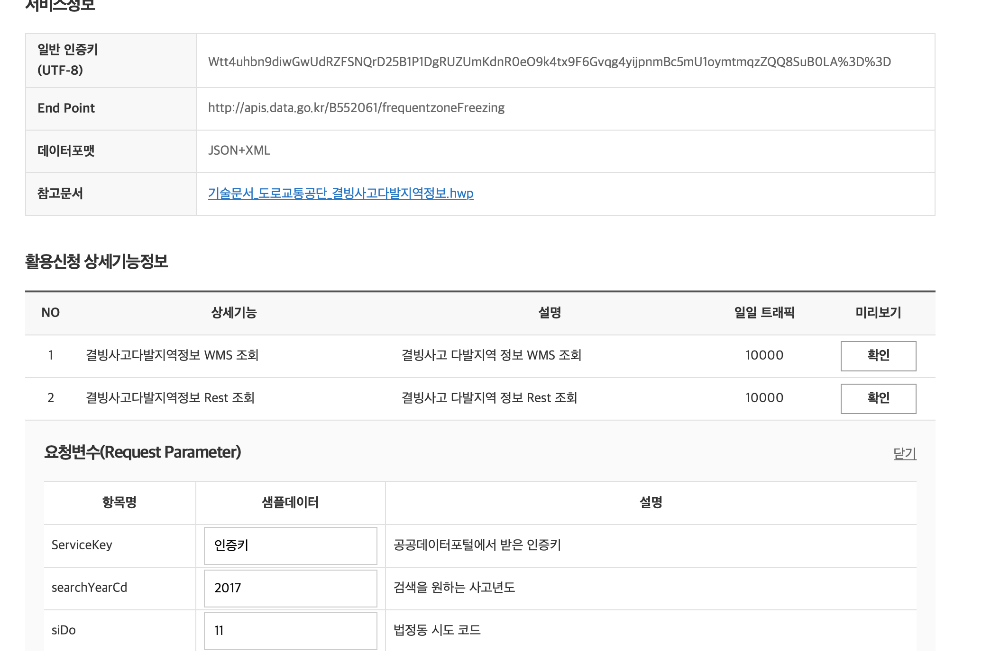 서비스정보
일반 인증키
(UTF-8)
Wtt4uhbn9diwGwUdRZFSNQrD25B1P1DgRUZUmKdnR0eO9k4tx9F6Gvqg4yijpnmBc5mU1oymtmqzZQQ8SuB0LA%3D%3D
End Point
http://apis.data.go.kr/B552061/frequentzoneFreezing
데이터포맷
JSON+XML
참고문서
기술문서_도로교통공단_결빙사고다발지역정보.hwp
활용신청 상세기능정보
NO 상세기능 설명 일일 트래픽 미리보기
1 결빙사고다발지역정보 WMS 조회 결빙사고 다발지역 정보 WMS 조회 10000 확인
2 결빙사고다발지역정보 Rest 조회 결빙사고 다발지역 정보 Rest 조회 10000 확인
요청변수(Request Parameter) 닫기
항목명 샘플데이터 설명
ServiceKey 인증키 공공데이터포털에서 받은 인증키
searchYearCd 2017 검색을 원하는 사고년도
siDo 11 법정동 시도 코드